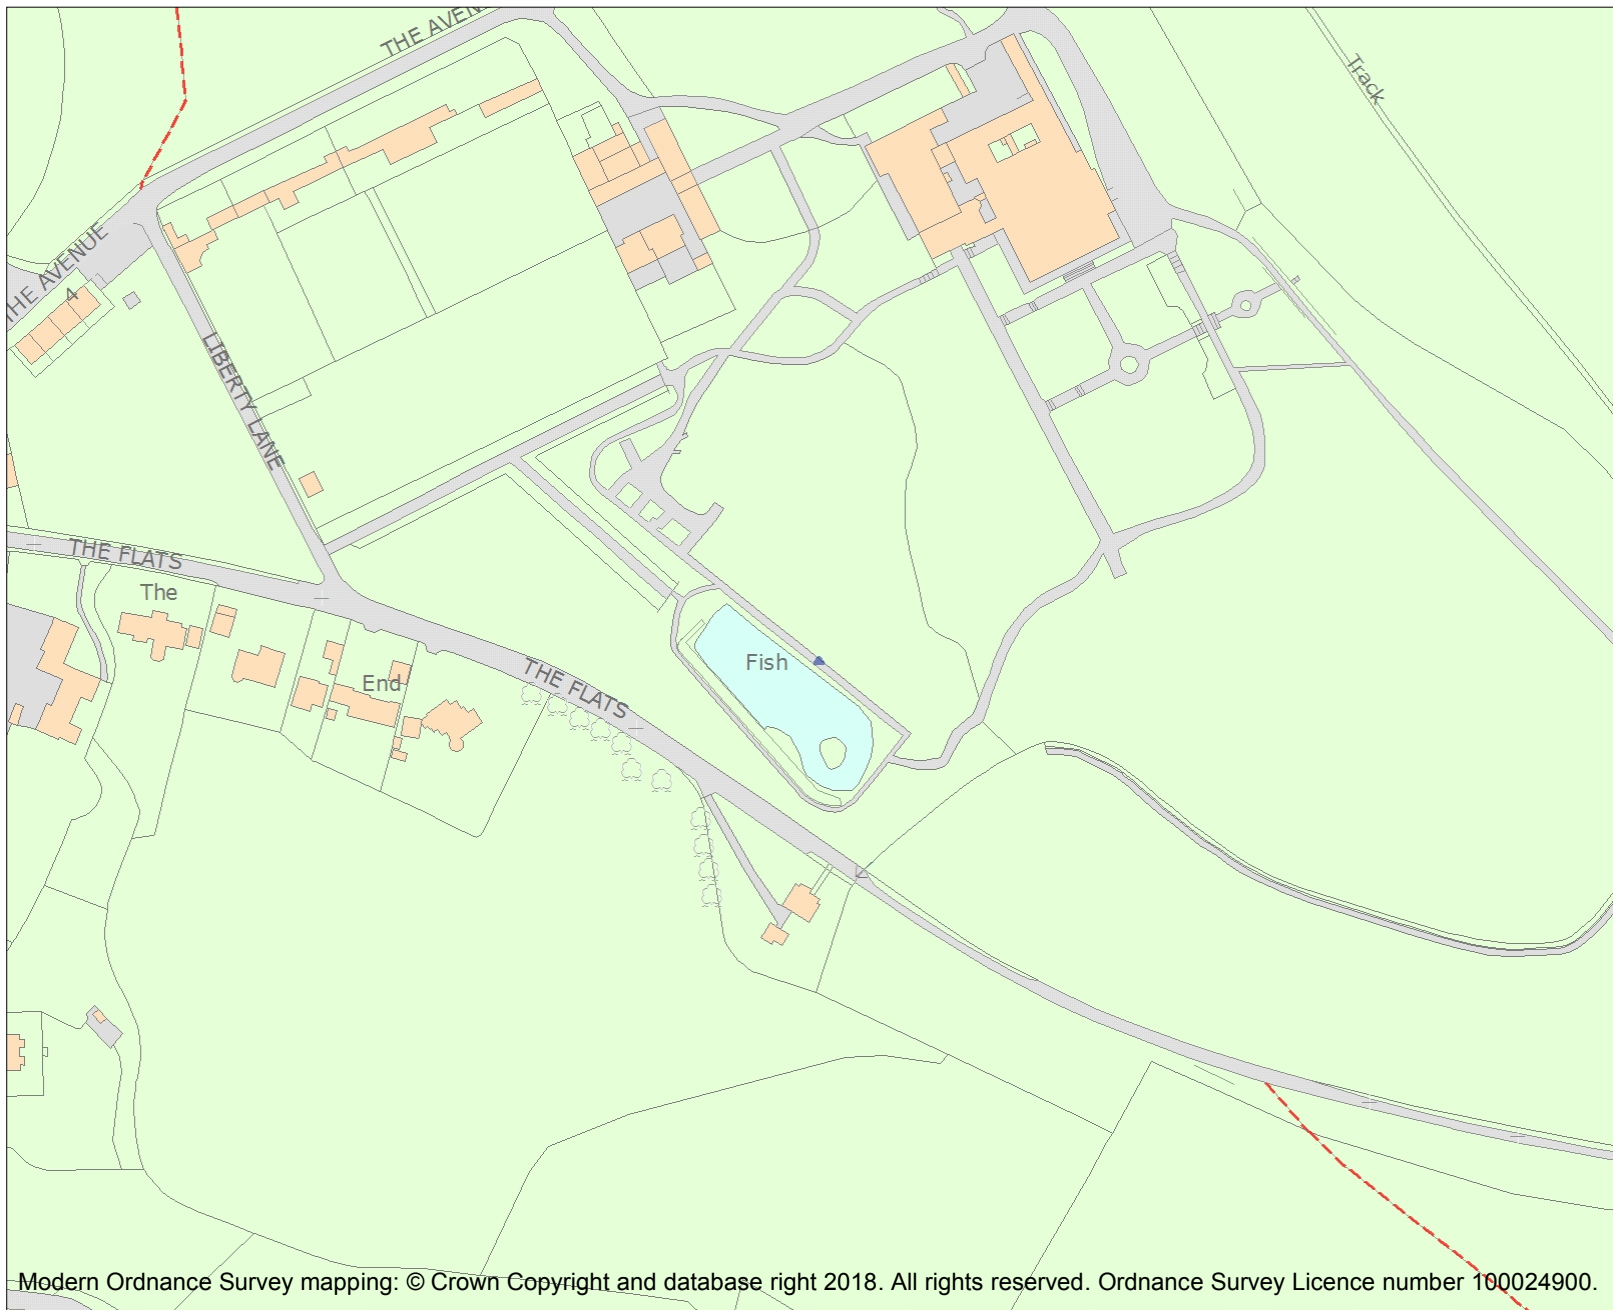 THE AVEN
Track
THE AVENUE
4
LIBERTY LANE
THE FLATS
The
End
THE FLATS
Fish
Modern Ordnance Survey mapping: © Crown Copyright and database right 2018. All rights reserved. Ordnance Survey Licence number 100024900.